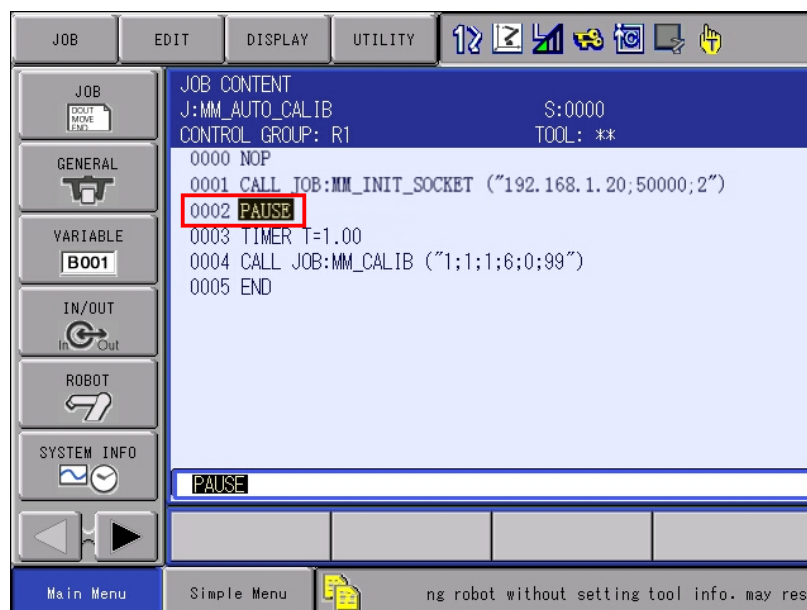 JOB EDIT DISPLAY UTILITY
JOB
DOUT
MOVE
END
GENERAL
VARIABLE
B001
IN/OUT
In Out
ROBOT
SYSTEM INFO
JOB CONTENT
J:MM_AUTO_CALIB S:0000
CONTROL GROUP: R1 TOOL: **
0000 NOP
0001 CALL JOB:MM_INIT_SOCKET ("192.168.1.20;50000;2")
0002 PAUSE
0003 TIMER T=1.00
0004 CALL JOB:MM_CALIB ("1;1;1;6;0;99")
0005 END
PAUSE
Main Menu Simple Menu ng robot without setting tool info. may res